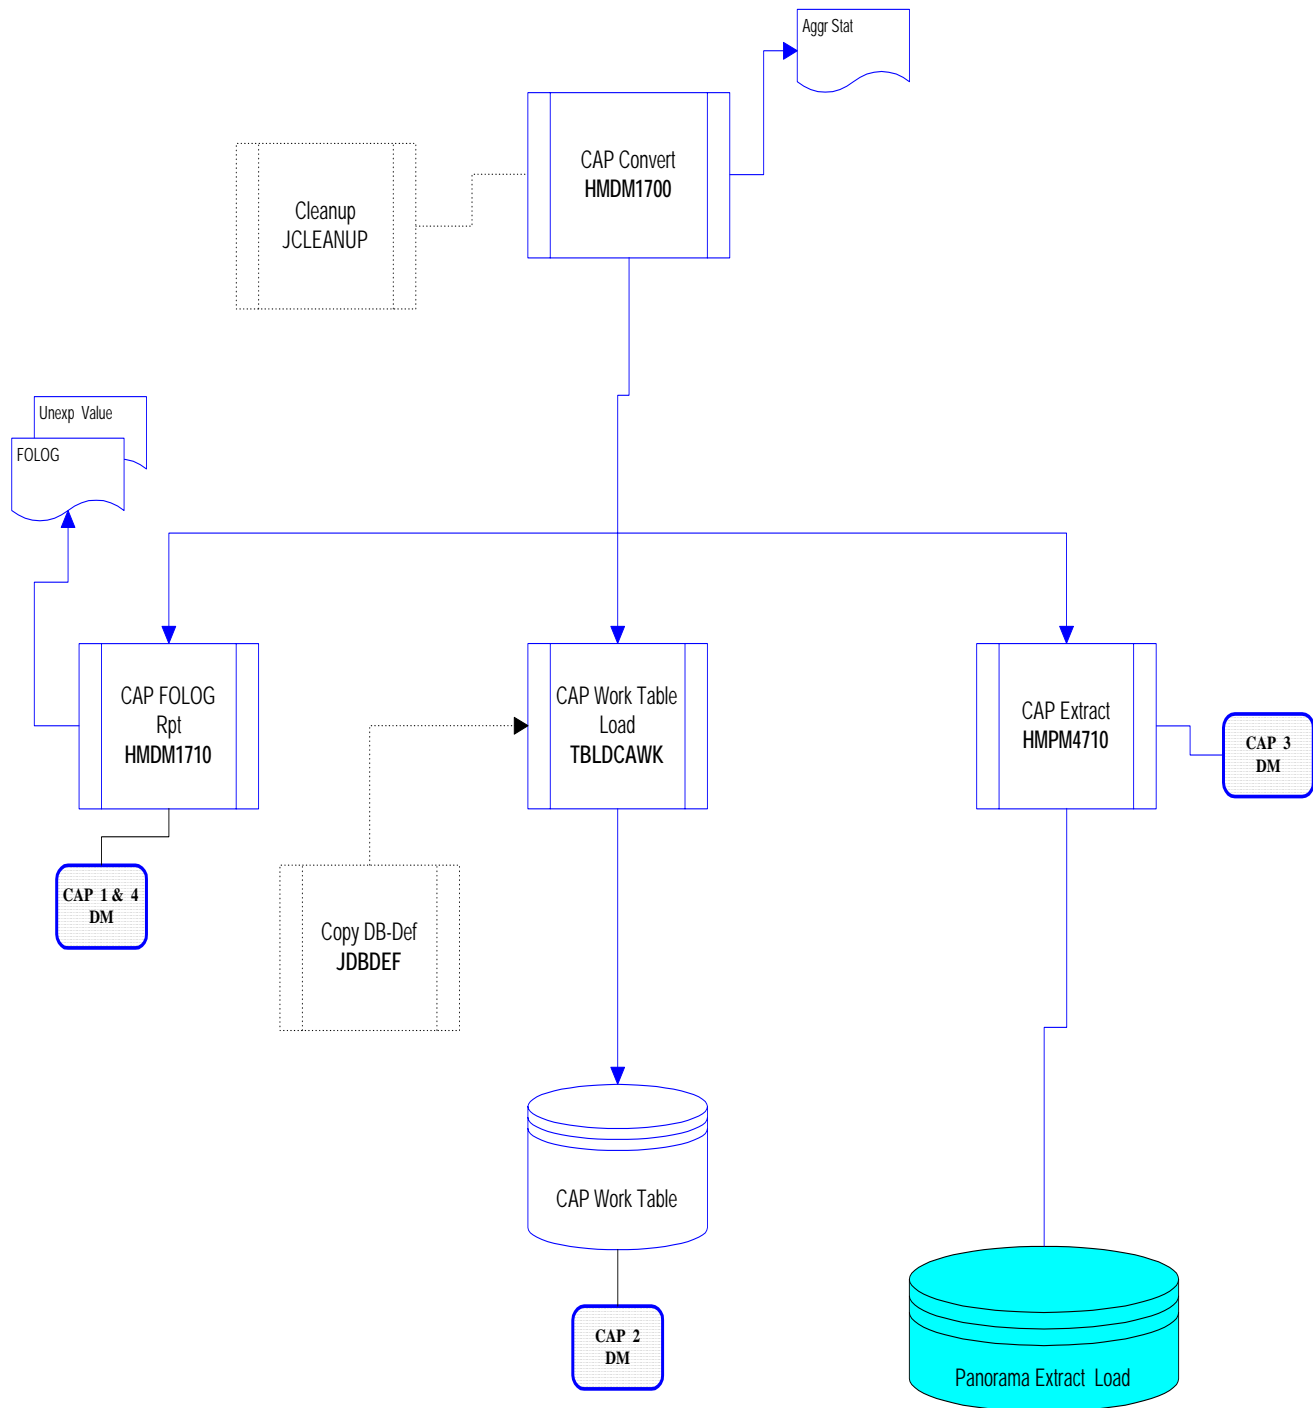 Aggr Stat
CAP Convert
HMDM1700
Cleanup
JCLEANUP
Unexp Value
FOLOG
CAP FOLOG
Rpt
HMDM1710
CAP Work Table
Load
TBLDCAWK
CAP Extract
HMPM4710
CAP 3
DM
CAP 1 & 4
DM
Copy DB-Def
JDBDEF
CAP Work Table
CAP 2
DM
Panorama Extract Load